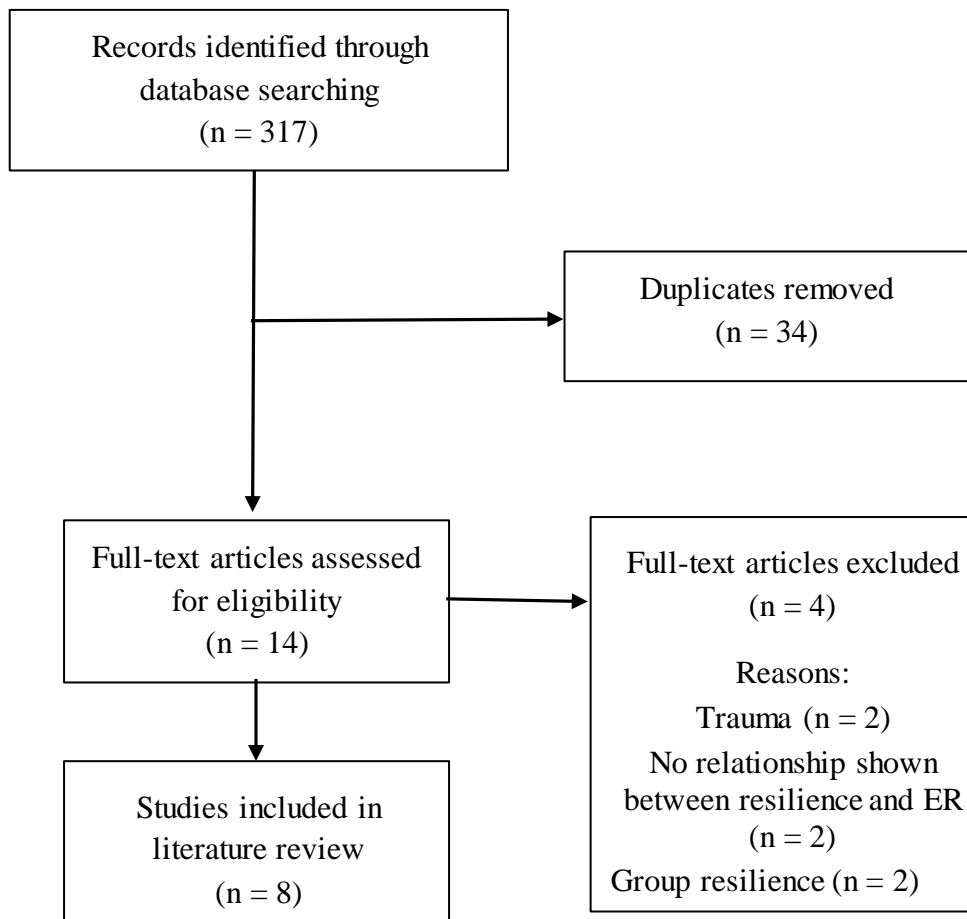 Records identified through
database searching
(n = 317)
Duplicates removed
(n = 34)
Full-text articles assessed
for eligibility
(n = 14)
Full-text articles excluded
(n = 4)
Reasons:
Trauma (n = 2)
No relationship shown
between resilience and ER
(n = 2)
Group resilience (n = 2)
Studies included in
literature review
(n = 8)